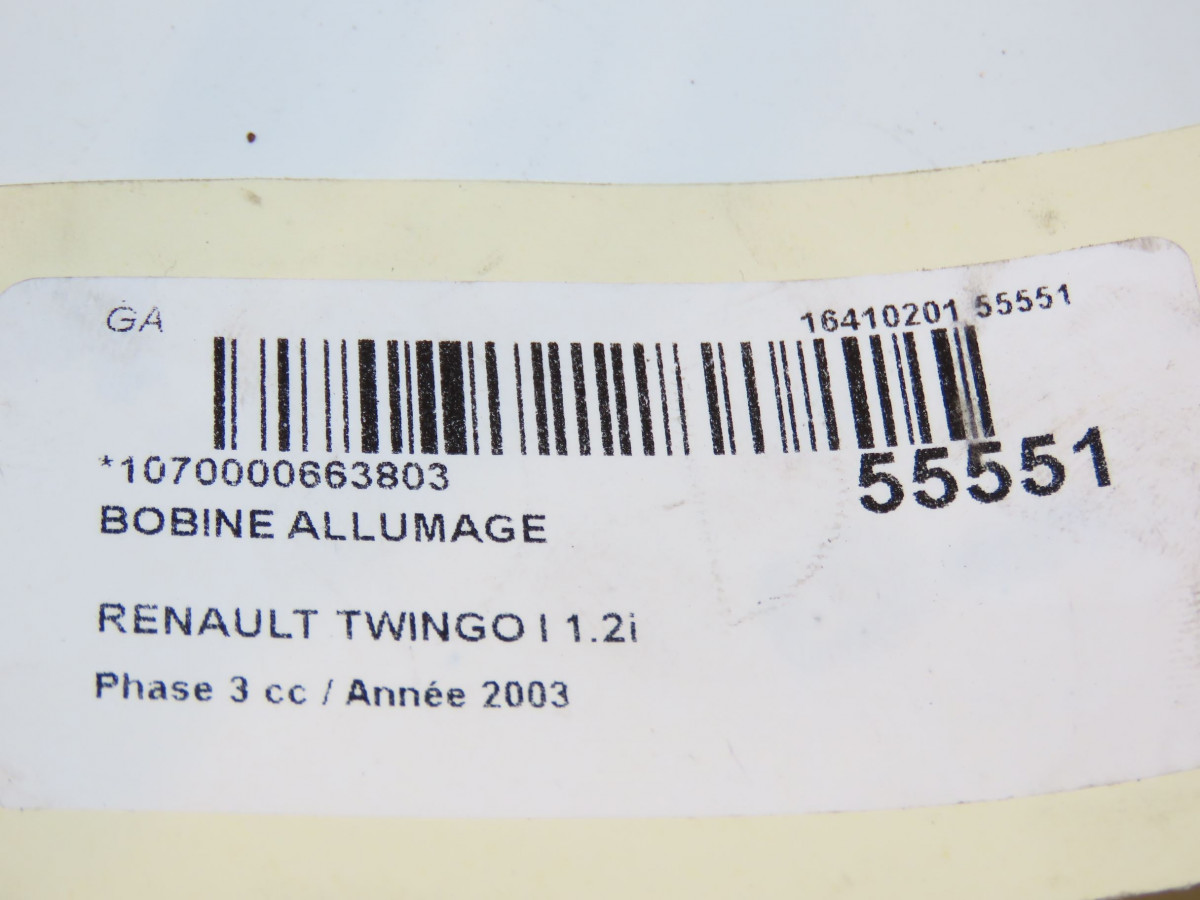 GA
16410201 55551
*1070000663803
55551
BOBINE ALLUMAGE
RENAULT TWINGO I 1.2i
Phase 3 cc / Année 2003